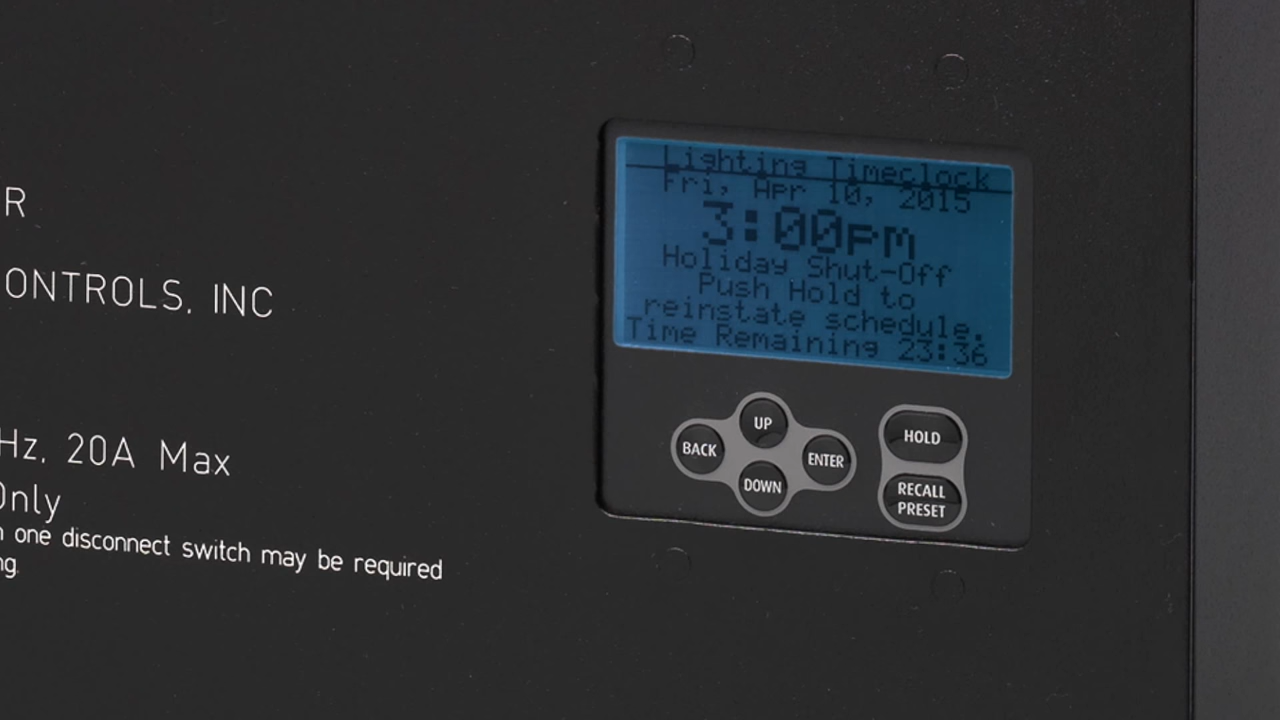 R
ONTROLS, INC
Hz, 20A Max
Only
one disconnect switch may be required
Lighting Timeclock
Fri, Apr 10, 2015
3:00pm
Holiday Shut-Off
Push Hold to
reinstate schedule.
Time Remaining 23:36
UP
BACK
ENTER
DOWN
HOLD
RECALL
PRESET